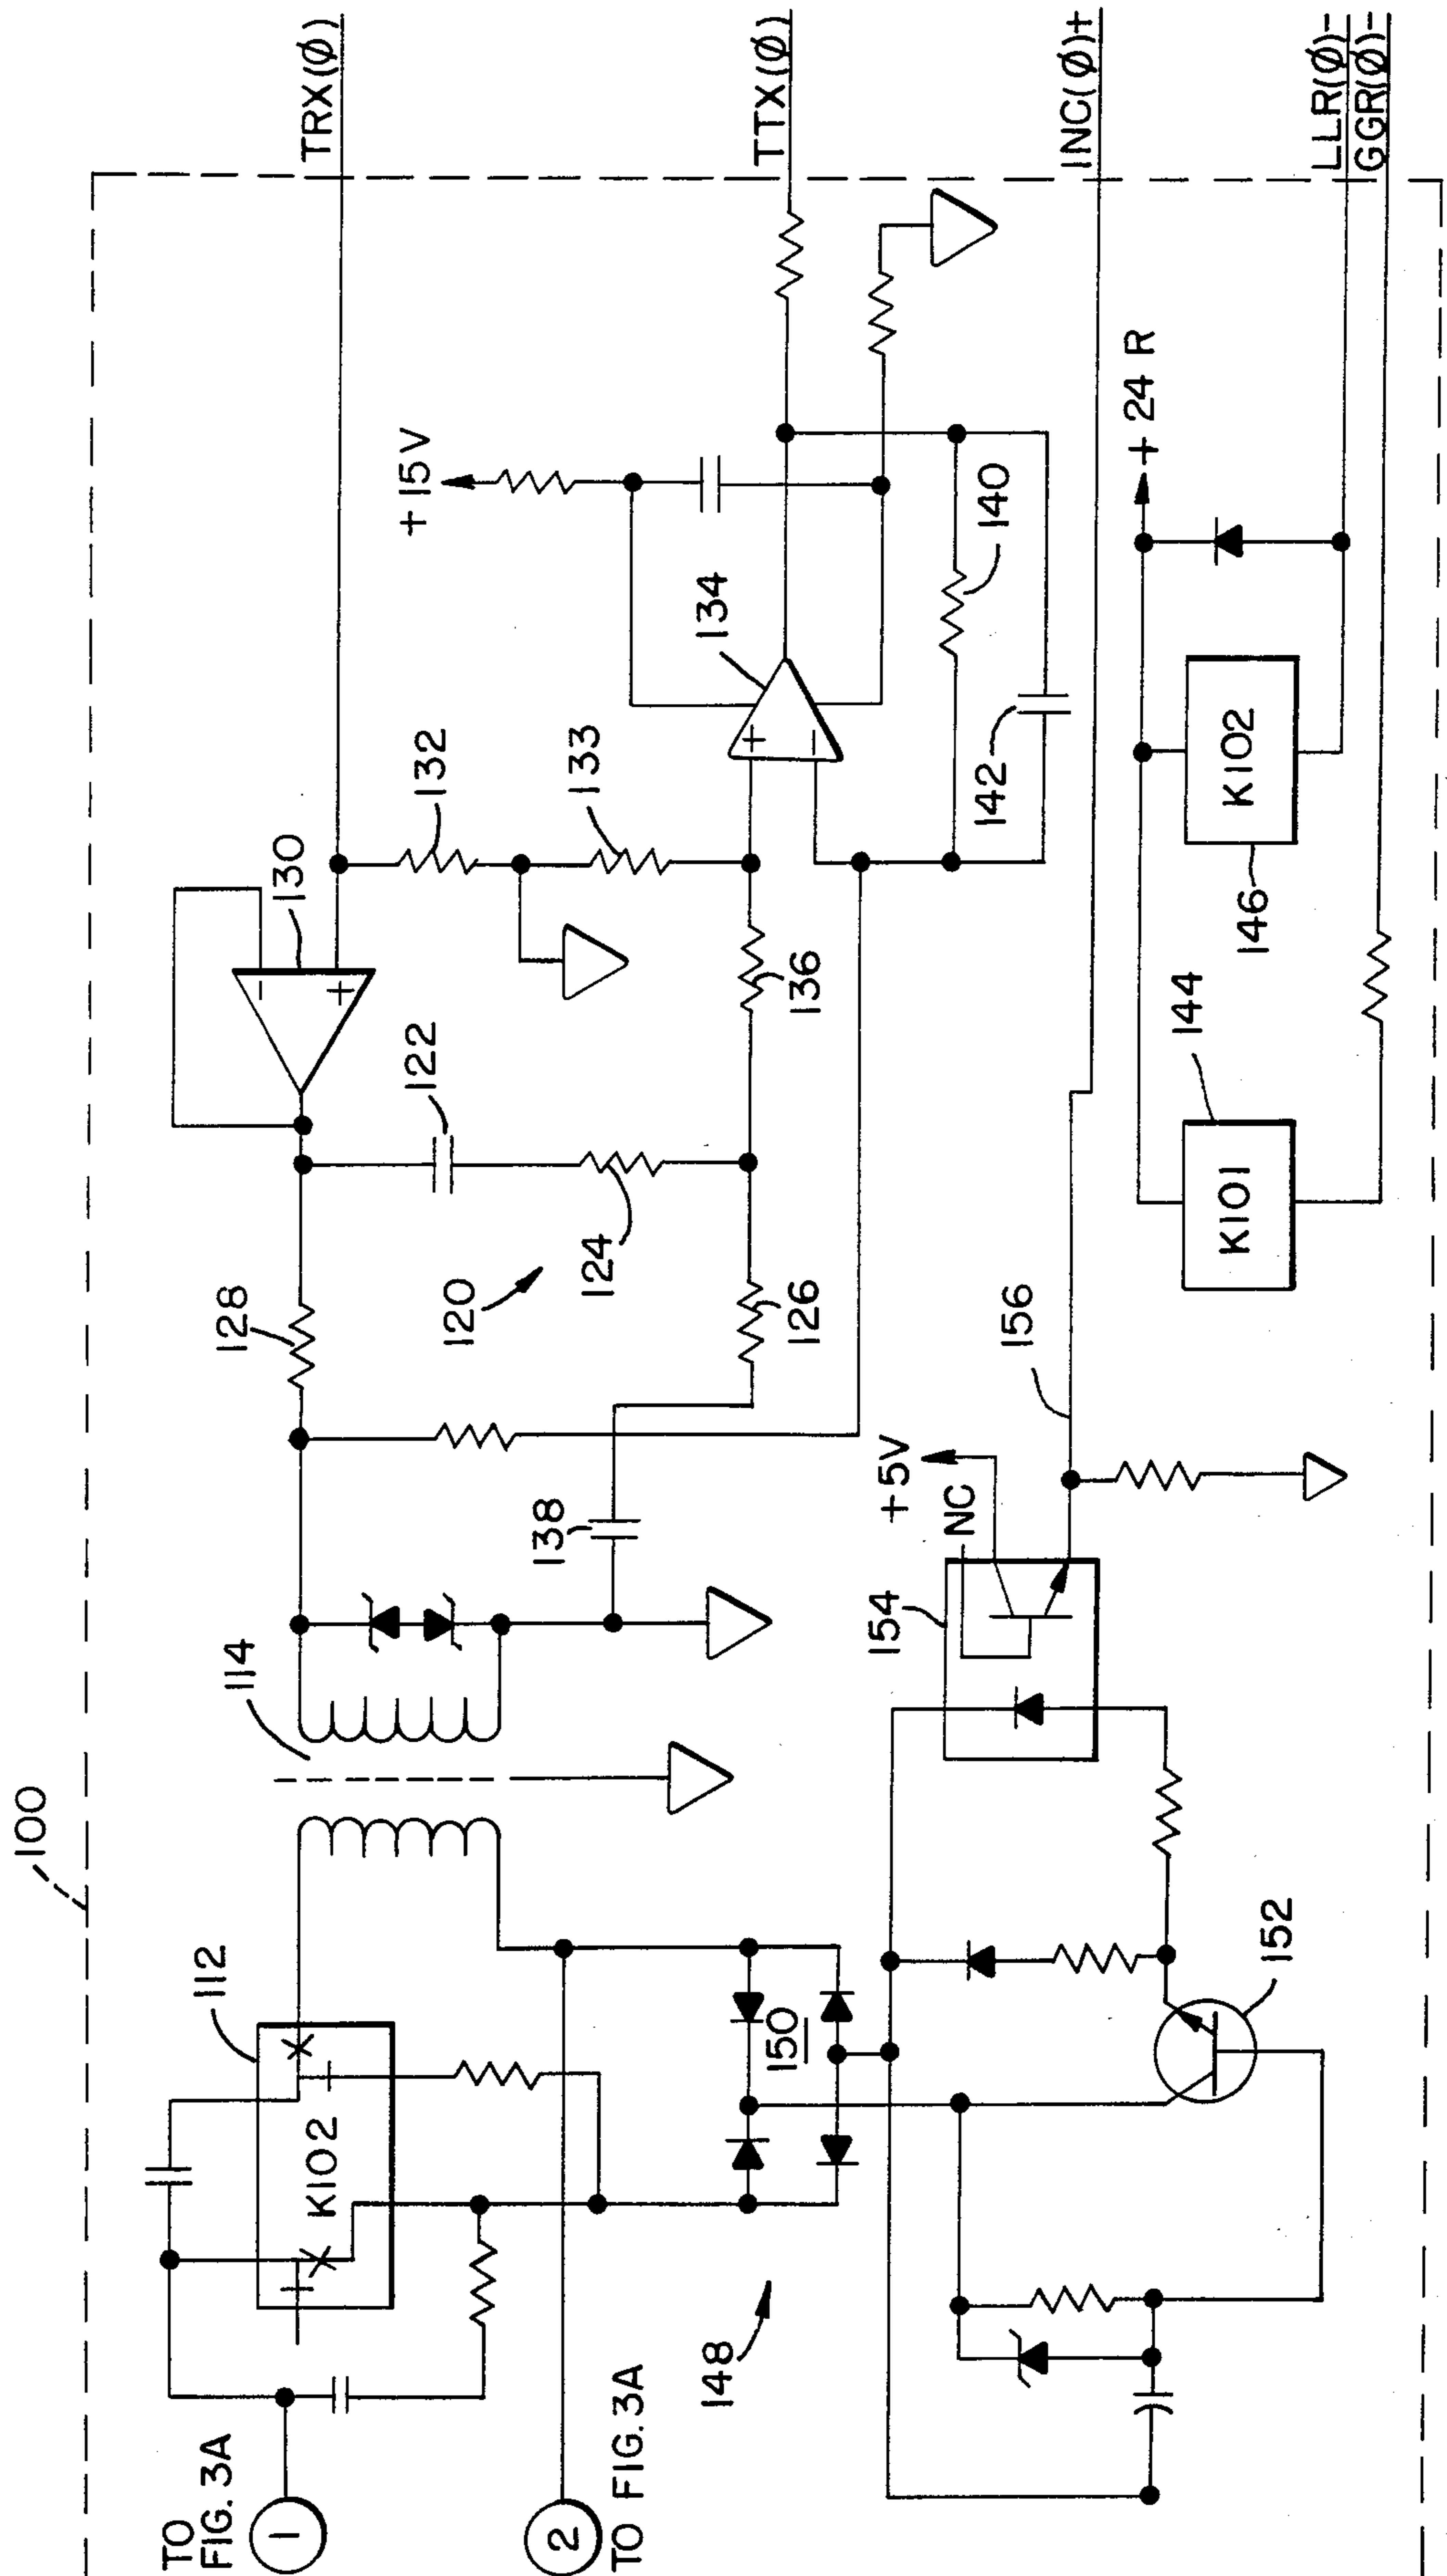 100
TO
FIG. 3A
1
2
TO FIG. 3A
112
K102
114
128
120
122
124
126
130
132
133
136
138
+15V
134
140
142
TRX(Ø)
TTX(Ø)
INC(Ø)+
LLR(Ø)-
GGR(Ø)-
148
150
152
154
NC
+5V
156
144
K101
K102
146
+24 R
+
-
+
-